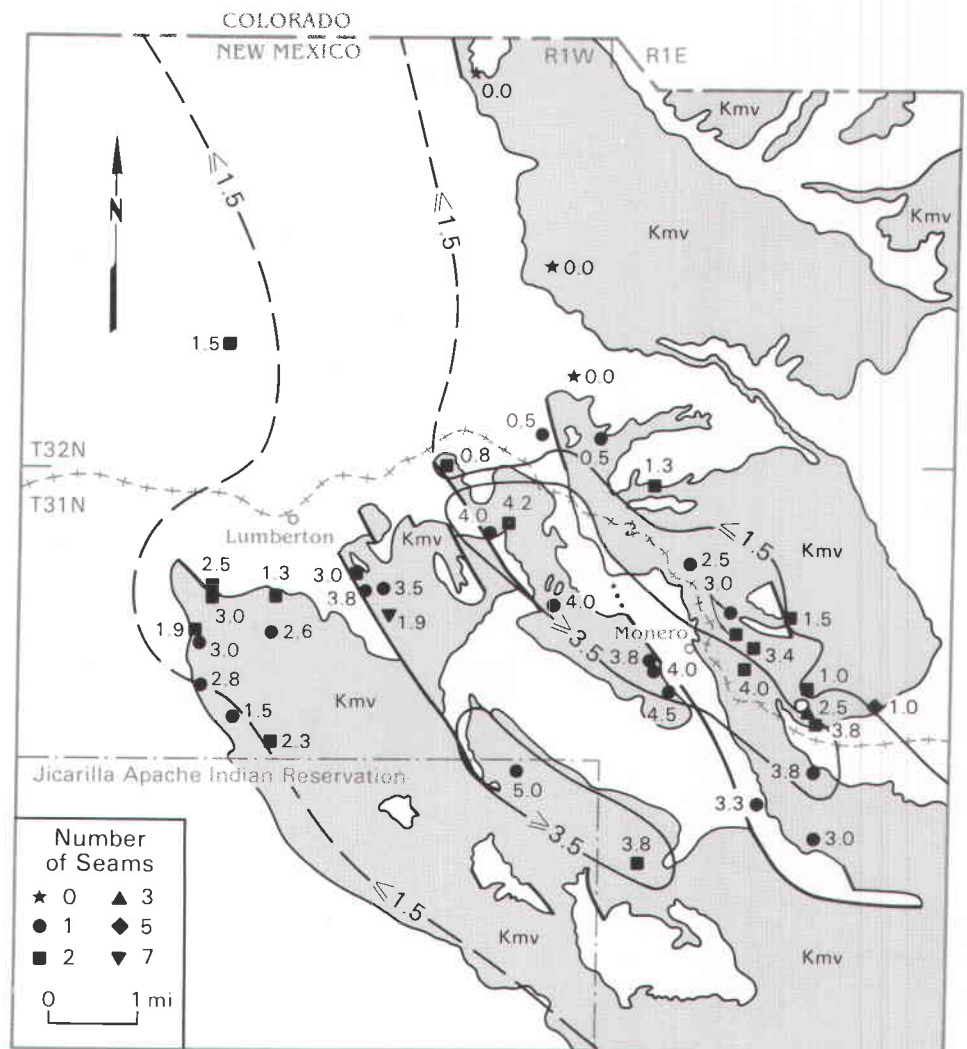 COLORADO
NEW MEXICO
R1W
R1E
0.0
Kmv
≤1.5
≤1.5
Kmv
Kmv
N
0.0
1.5
0.0
0.5
0.5
T32N
T31N
0.8
1.3
Lumberton
4.2
4.0
Kmv
≤1.5
Kmv
2.5
2.5
1.3
3.0
3.5
3.0
3.0
3.8
4.0
1.9
1.5
1.9
2.6
Monero
3.4
3.0
≥3.5
3.8
4.0
4.0
2.8
Kmv
1.0
2.5
1.0
4.5
3.8
1.5
2.3
Jicarilla Apache Indian Reservation
5.0
3.8
3.3
≥3.5
3.0
3.8
Number
of Seams
0
3
1
5
2
7
0 1 mi
≤1.5
Kmv
Kmv